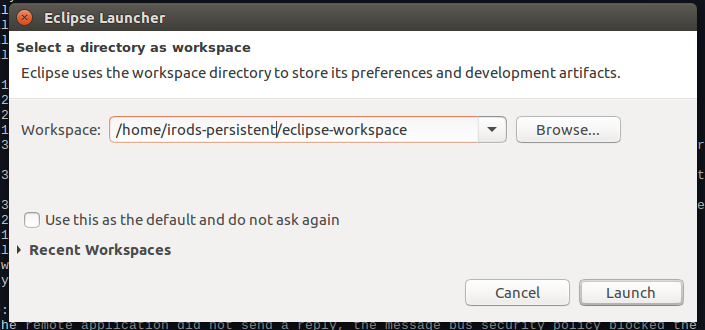 Eclipse Launcher
Select a directory as workspace
Eclipse uses the workspace directory to store its preferences and development artifacts.
Workspace: /home/irods-persistent/eclipse-workspace Browse...
Use this as the default and do not ask again
Recent Workspaces
Cancel Launch
he remote application did not send a reply, the message bus security policy blocked the